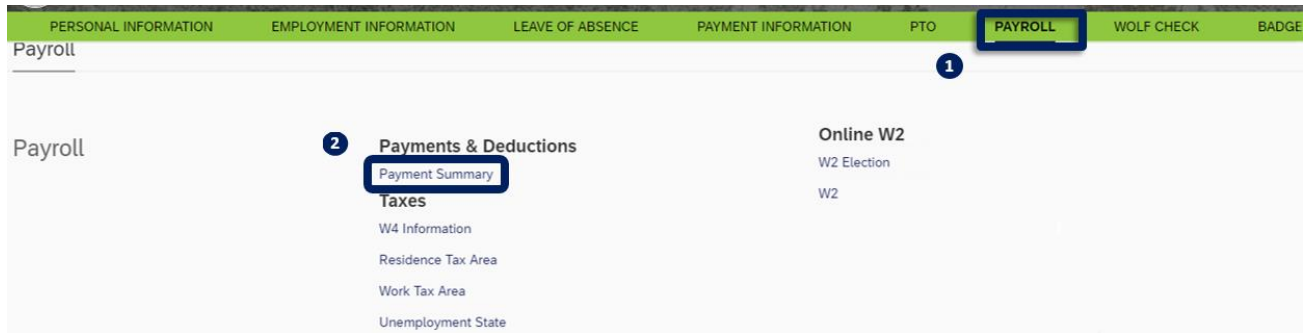 PERSONAL INFORMATION EMPLOYMENT INFORMATION LEAVE OF ABSENCE PAYMENT INFORMATION PTO PAYROLL WOLF CHECK BADGE
Payroll
1
Payroll
2
Payments & Deductions
Payment Summary
Taxes
W4 Information
Residence Tax Area
Work Tax Area
Unemployment State
Online W2
W2 Election
W2